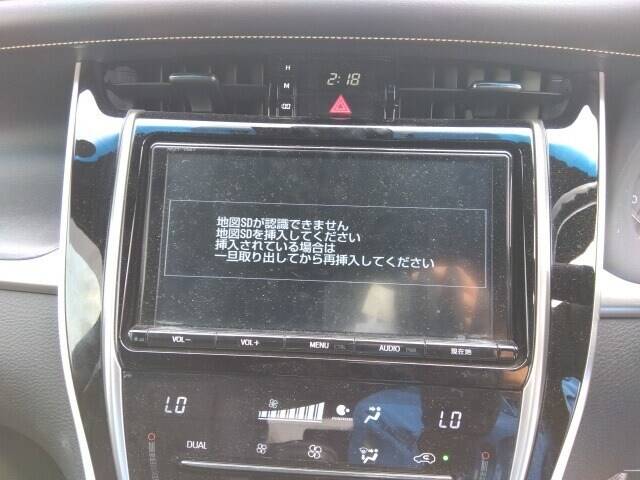 H
M
2:18
地図SDが認識できません
地図SDを挿入してください
挿入されている場合は
一旦取り出してから再挿入してください
VOL−
VOL+
MENU
AUDIO
現在地
LO
LO
DUAL